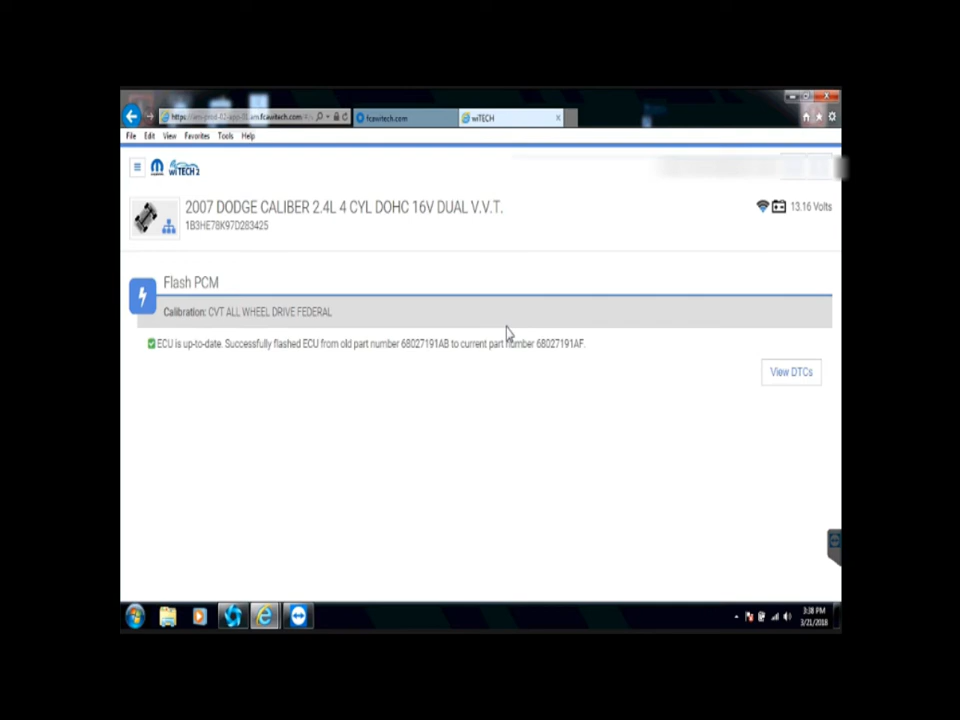 fcawitech.com
wiTECH
File Edit View Favorites Tools Help
wiTECH 2
2007 DODGE CALIBER 2.4L 4 CYL DOHC 16V DUAL V.V.T.
13.16 Volts
1B3HE78K97D283425
Flash PCM
Calibration: CVT ALL WHEEL DRIVE FEDERAL
ECU is up-to-date. Successfully flashed ECU from old part number 68027191AB to current part number 68027191AF.
View DTCs
3:38 PM
3/21/2018